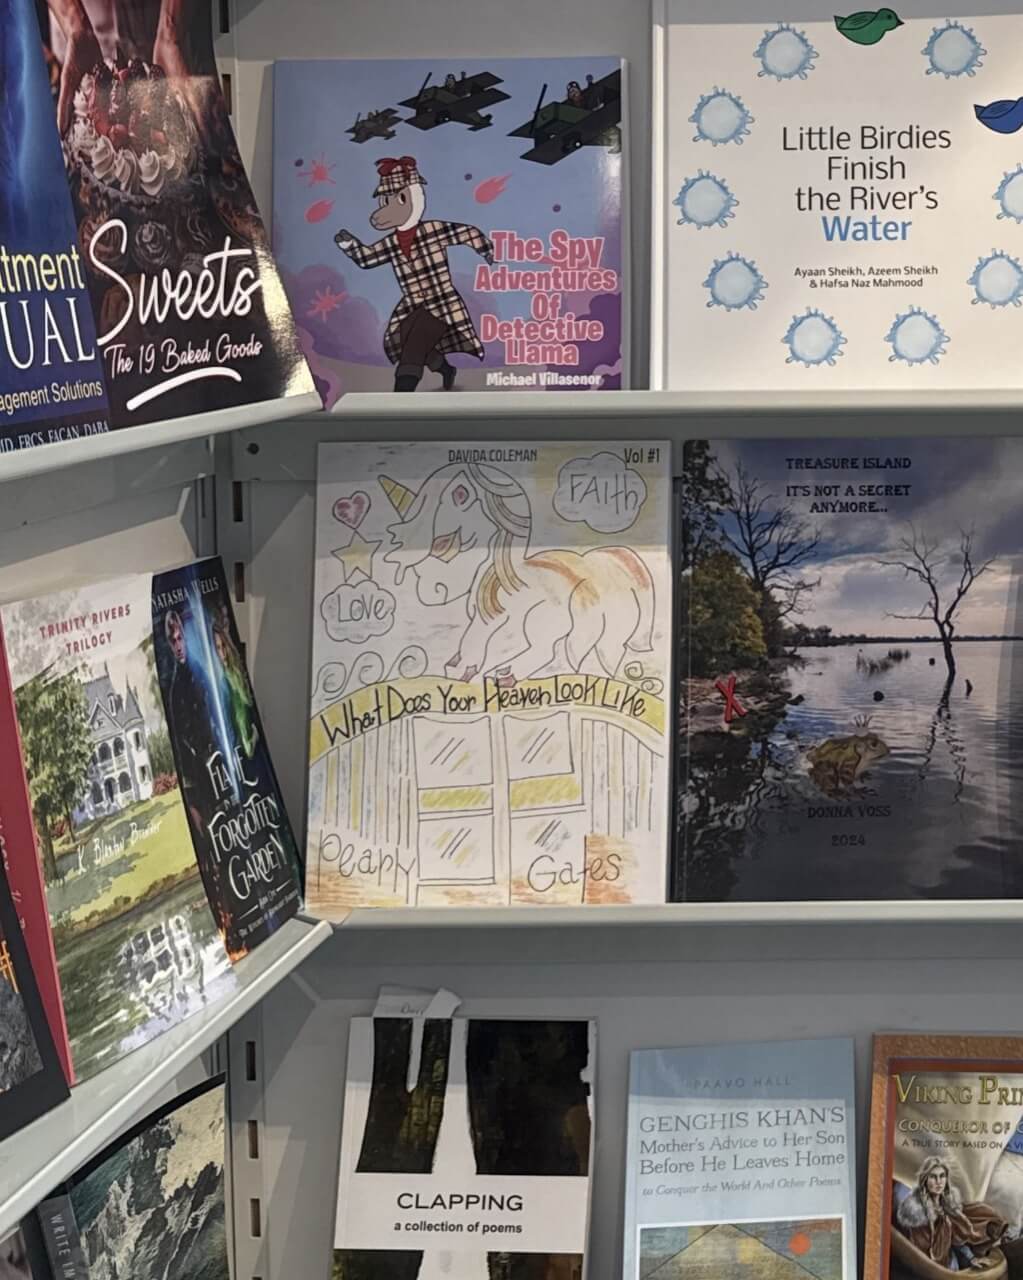 tment
UAL
agement Solutions
Sweets
The 19 Baked Goods
The Spy
Adventures
Of
Detective
Llama
Michael Villasenor
Little Birdies
Finish
the River's
Water
Ayaan Sheikh, Azeem Sheikh
& Hafsa Naz Mahmood
TRINITY RIVERS
TRILOGY
NATASHA WELLS
FORGOTTEN
GARDEN
DAVIDA COLEMAN
Vol #1
FAith
Love
What Does Your Heaven Look Like
Pearly
Gates
TREASURE ISLAND
IT'S NOT A SECRET
ANYMORE...
DONNA VOSS
2024
WRITE
CLAPPING
a collection of poems
PAAVO HALL
GENGHIS KHAN'S
Mother's Advice to Her Son
Before He Leaves Home
to Conquer the World And Other Poems
VIKING PRI
CONQUEROR OF
A TRUE STORY BASED ON A